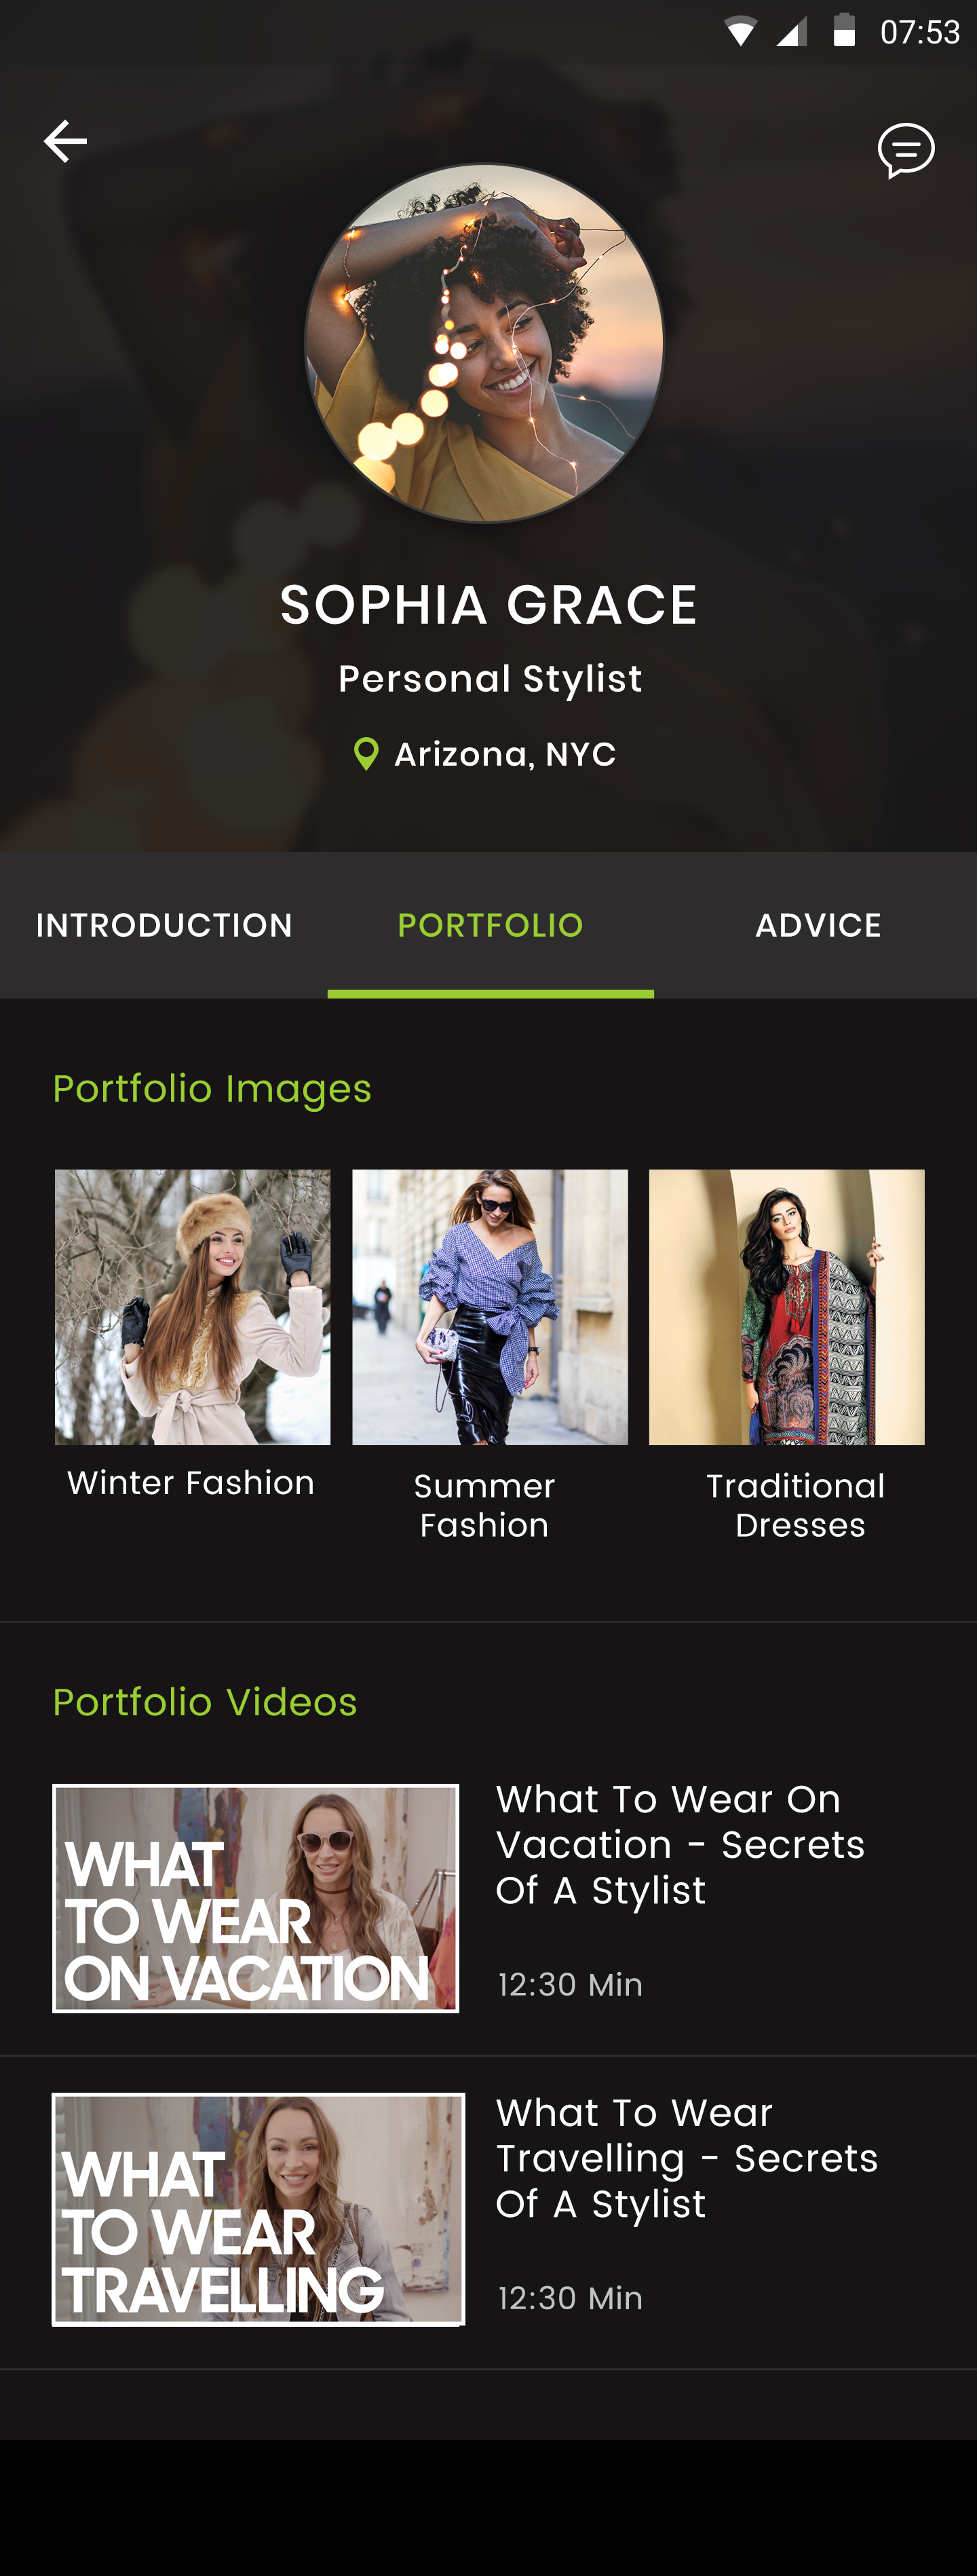 07:53
SOPHIA GRACE
Personal Stylist
Arizona, NYC
INTRODUCTION
PORTFOLIO
ADVICE
Portfolio Images
Winter Fashion
Summer
Fashion
Traditional
Dresses
Portfolio Videos
WHAT
TO WEAR
ON VACATION
What To Wear On
Vacation - Secrets
Of A Stylist
12:30 Min
WHAT
TO WEAR
TRAVELLING
What To Wear
Travelling - Secrets
Of A Stylist
12:30 Min